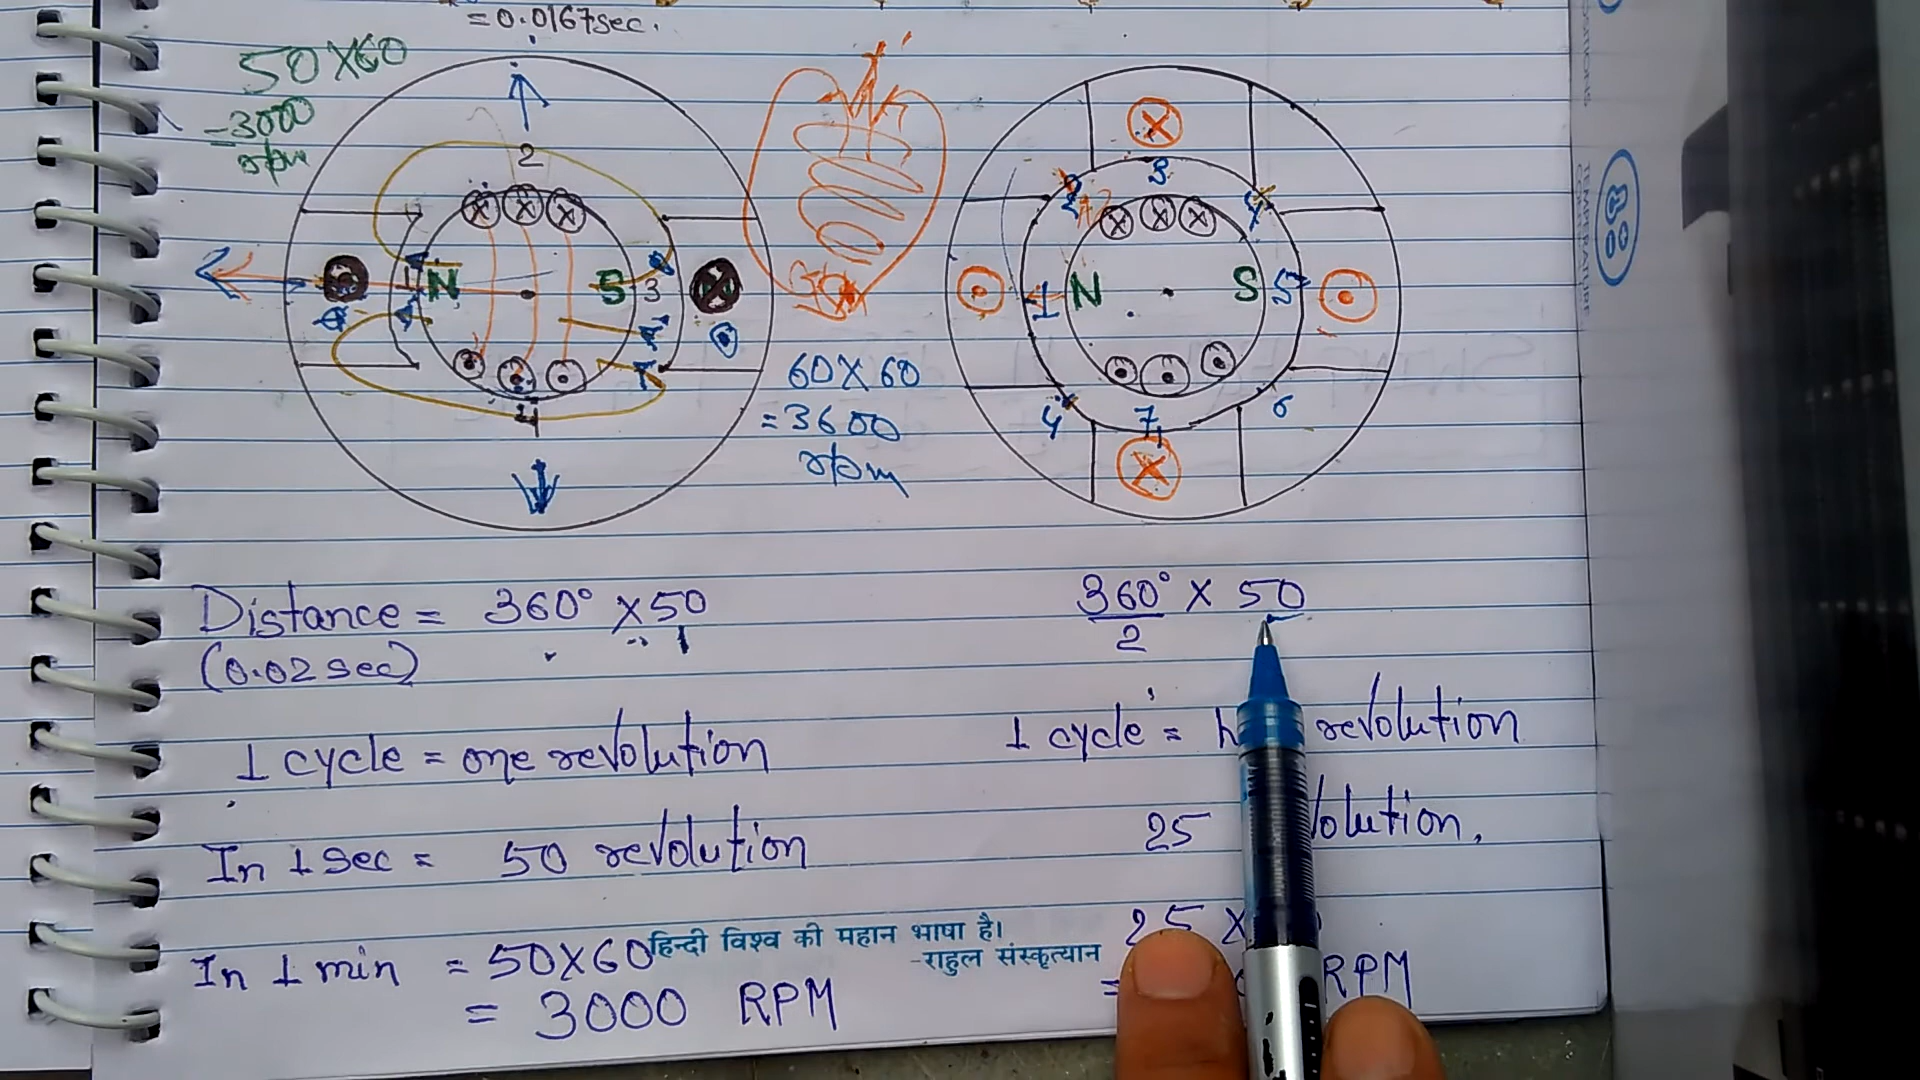 = 0.0167sec.
50X60
=3000
rpm
2
N
S
3
4
60X60
=3600
rpm
3
1
N
S
5
4
7
6
Distance = 360° X50
(0.02 sec)
360° X 50
2
1 cycle = one revolution
1 cycle = revolution
In 1 sec = 50 revolution
25
हिन्दी विश्व की महान भाषा है।
-राहुल संस्कृत्यान
In 1 min = 50X60
25 X
= 3000 RPM
= RPM